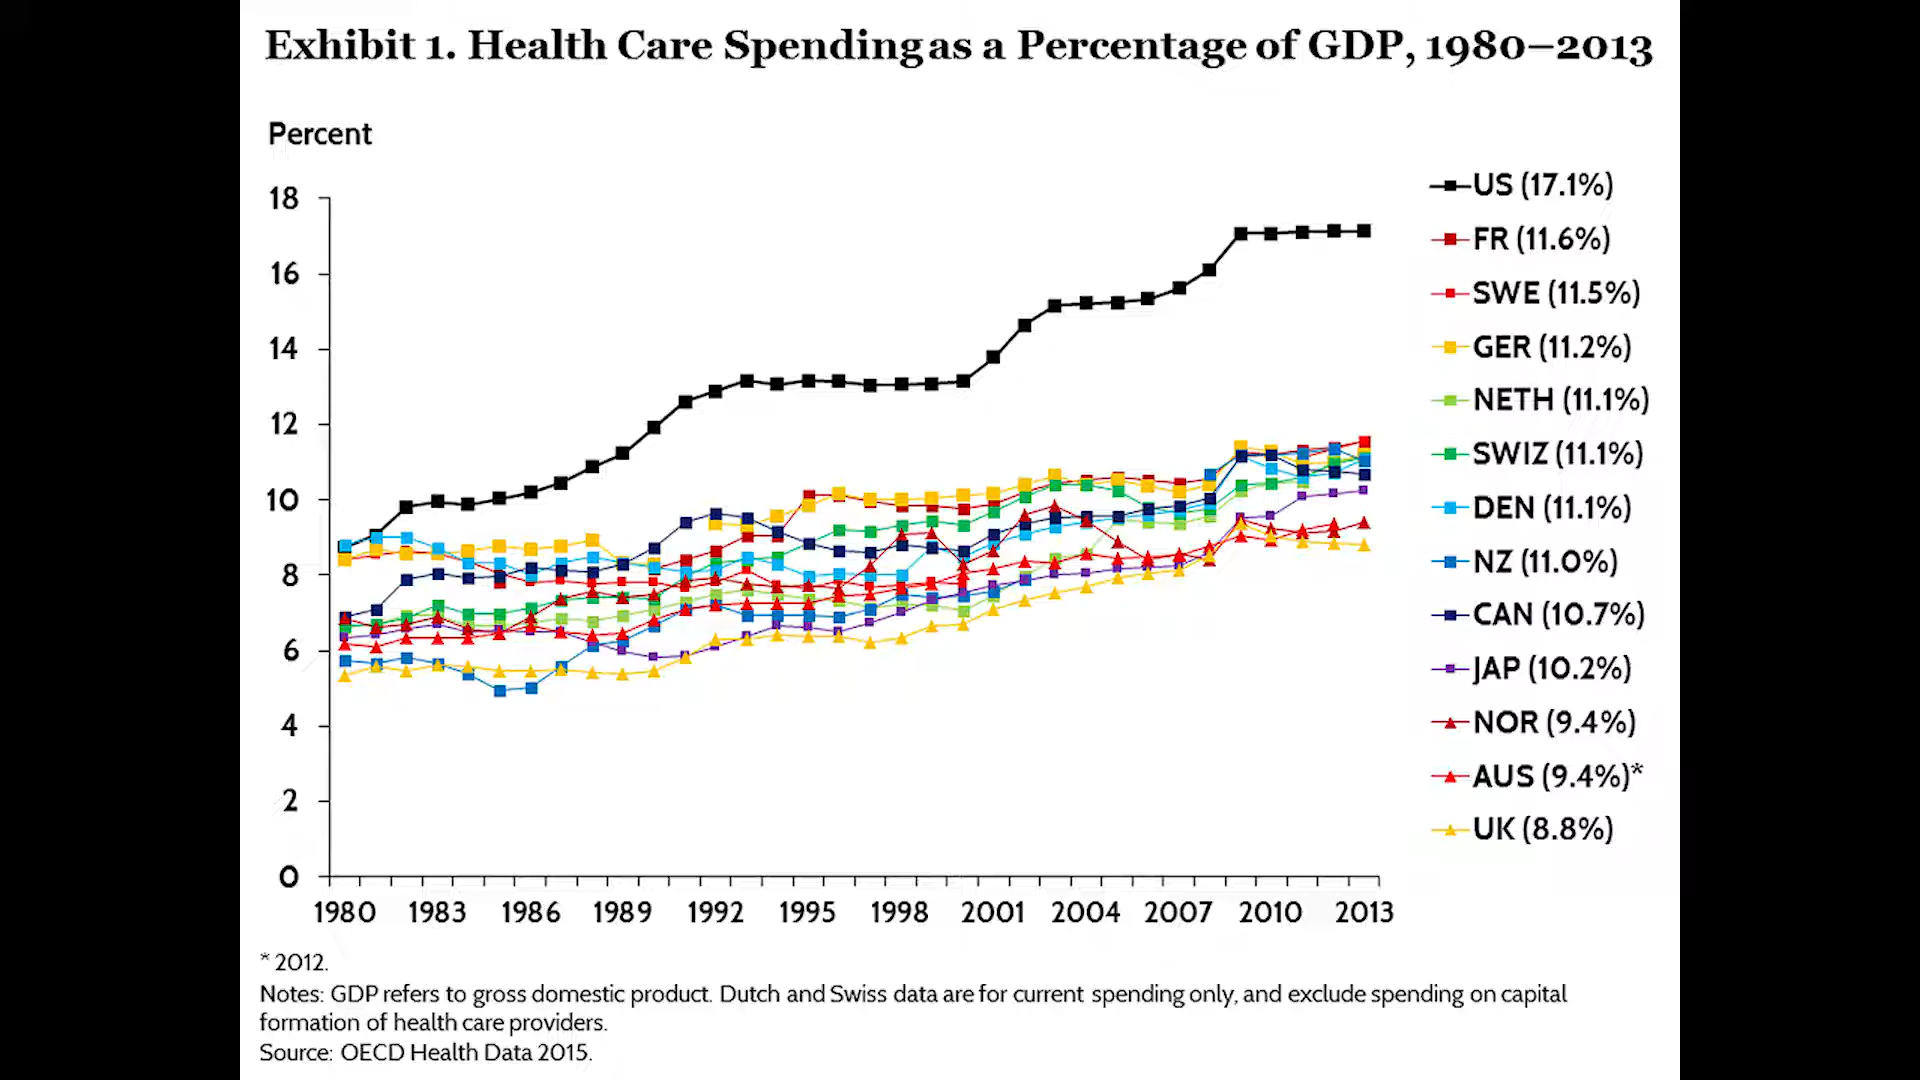 Exhibit 1. Health Care Spending as a Percentage of GDP, 1980–2013
Percent
18
16
14
12
10
8
6
4
2
0
1980 1983 1986 1989 1992 1995 1998 2001 2004 2007 2010 2013
US (17.1%)
FR (11.6%)
SWE (11.5%)
GER (11.2%)
NETH (11.1%)
SWIZ (11.1%)
DEN (11.1%)
NZ (11.0%)
CAN (10.7%)
JAP (10.2%)
NOR (9.4%)
AUS (9.4%)*
UK (8.8%)
* 2012.
Notes: GDP refers to gross domestic product. Dutch and Swiss data are for current spending only, and exclude spending on capital
formation of health care providers.
Source: OECD Health Data 2015.